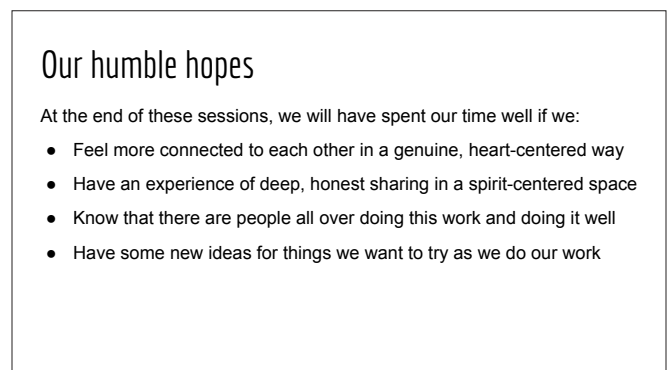 Our humble hopes
At the end of these sessions, we will have spent our time well if we:
● Feel more connected to each other in a genuine, heart-centered way
● Have an experience of deep, honest sharing in a spirit-centered space
● Know that there are people all over doing this work and doing it well
● Have some new ideas for things we want to try as we do our work